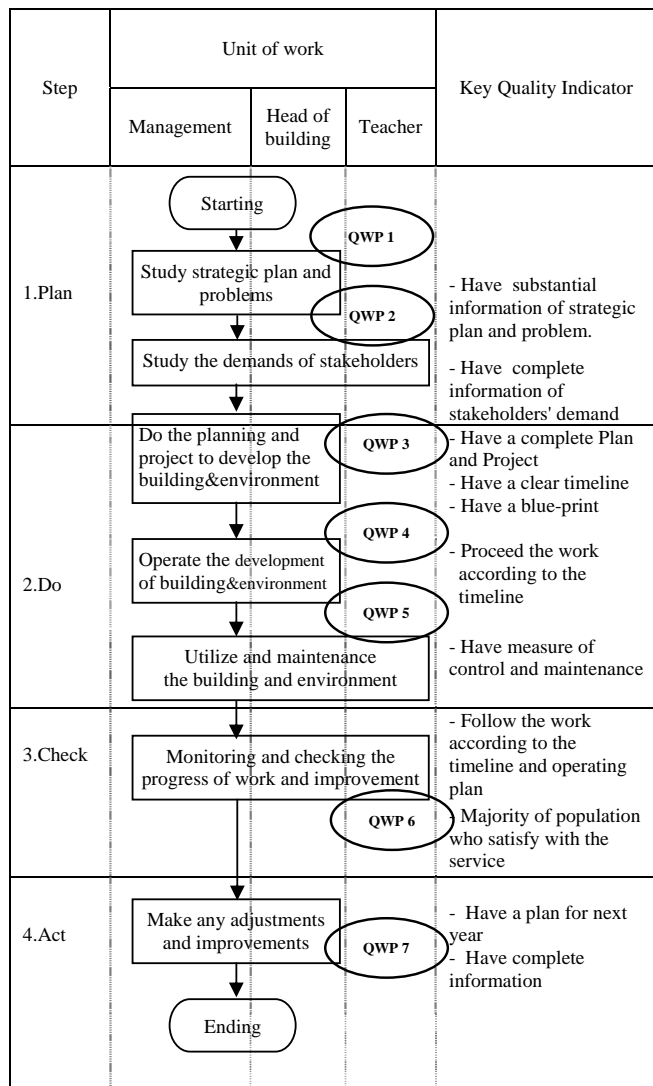 Step
Unit of work
Key Quality Indicator
Management
Head of
building
Teacher
Starting
QWP 1
1.Plan
Study strategic plan and
problems
- Have substantial
information of strategic
plan and problem.
QWP 2
Study the demands of stakeholders
- Have complete
information of
stakeholders' demand
2.Do
Do the planning and
project to develop the
building&environment
QWP 3
- Have a complete Plan
and Project
- Have a clear timeline
- Have a blue-print
QWP 4
Operate the development
of building&environment
- Proceed the work
according to the
timeline
QWP 5
Utilize and maintenance
the building and environment
- Have measure of
control and maintenance
3.Check
Monitoring and checking the
progress of work and improvement
- Follow the work
according to the
timeline and operating
plan
QWP 6
- Majority of population
who satisfy with the
service
4.Act
Make any adjustments
and improvements
QWP 7
- Have a plan for next
year
- Have complete
information
Ending